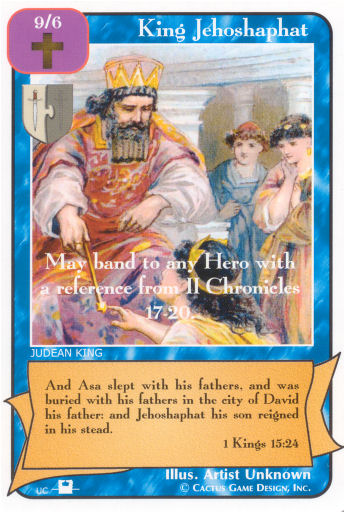 9/6
King Jehoshaphat
May band to any Hero with
a reference from II Chronicles
17-20.
JUDEAN KING
And Asa slept with his fathers, and was
buried with his fathers in the city of David
his father: and Jehoshaphat his son reigned
in his stead.
1 Kings 15:24
Illus. Artist Unknown
UC
© Cactus Game Design, Inc.